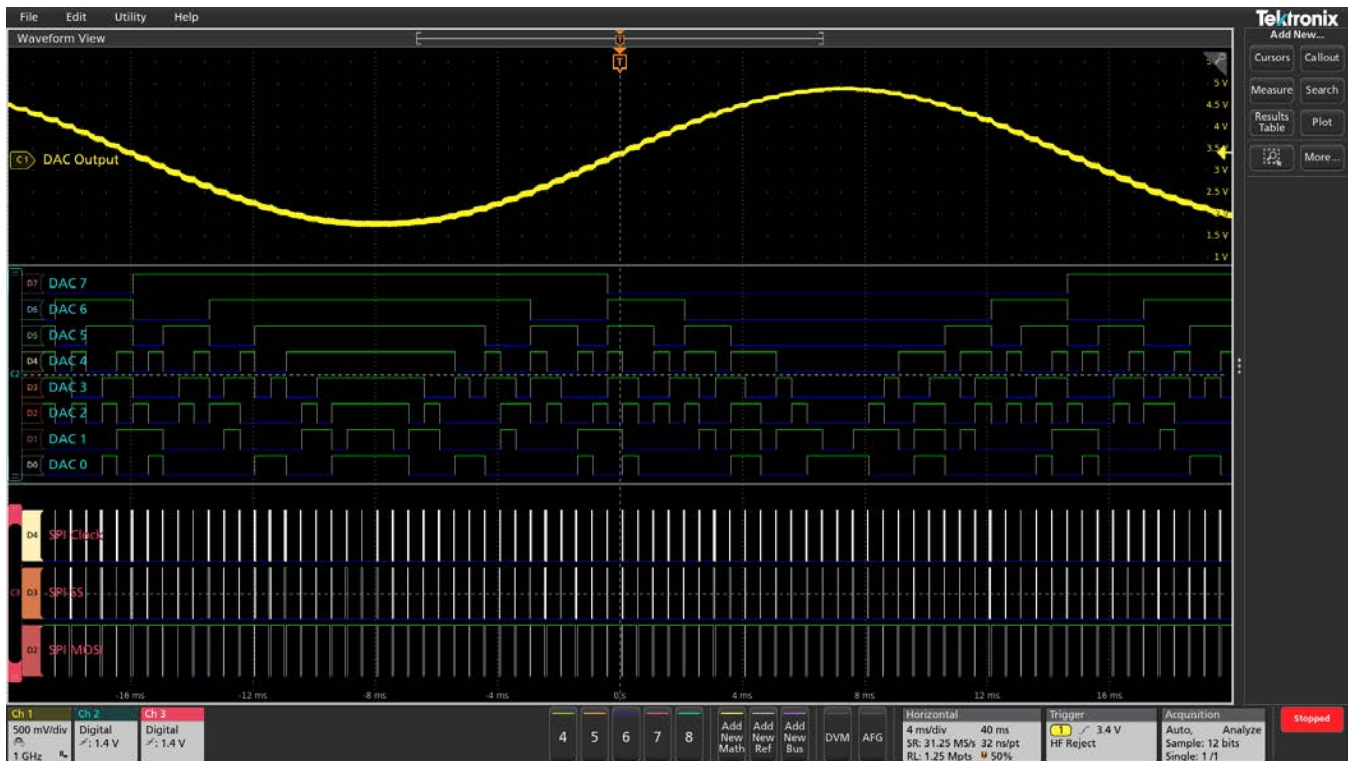 File Edit Utility Help
Tektronix
Waveform View
Add New...
Cursors Callout
Measure Search
Results Table Plot
More...
5 V
4.5 V
4 V
3.5 V
3 V
2.5 V
2 V
1.5 V
1 V
C1 DAC Output
D7 DAC 7
D6 DAC 6
D5 DAC 5
D4 DAC 4
C2
D3 DAC 3
D2 DAC 2
D1 DAC 1
D0 DAC 0
D4 SPI Clock
C3 D3 SPI SS
D2 SPI MOSI
-16 ms -12 ms -8 ms -4 ms 0s 4 ms 8 ms 12 ms 16 ms
Ch 1
500 mV/div
1 GHz
Ch 2
Digital
: 1.4 V
Ch 3
Digital
: 1.4 V
4 5 6 7 8
Add New Math
Add New Ref
Add New Bus
DVM AFG
Horizontal
4 ms/div 40 ms
SR: 31.25 MS/s 32 ns/pt
RL: 1.25 Mpts 50%
Trigger
1 3.4 V
HF Reject
Acquisition
Auto, Analyze
Sample: 12 bits
Single: 1 /1
Stopped